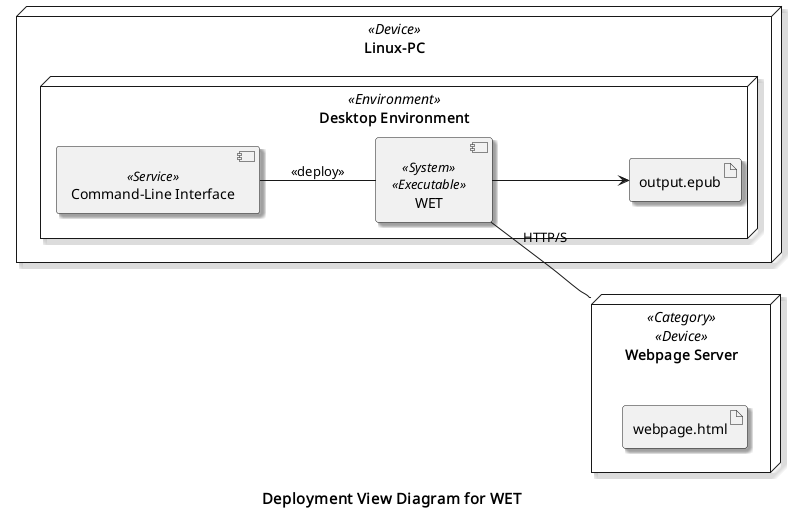 «Device»
Linux-PC
«Environment»
Desktop Environment
«Service»
Command-Line Interface
«deploy»
«System»
«Executable»
WET
output.epub
HTTP/S
«Category»
«Device»
Webpage Server
webpage.html
Deployment View Diagram for WET